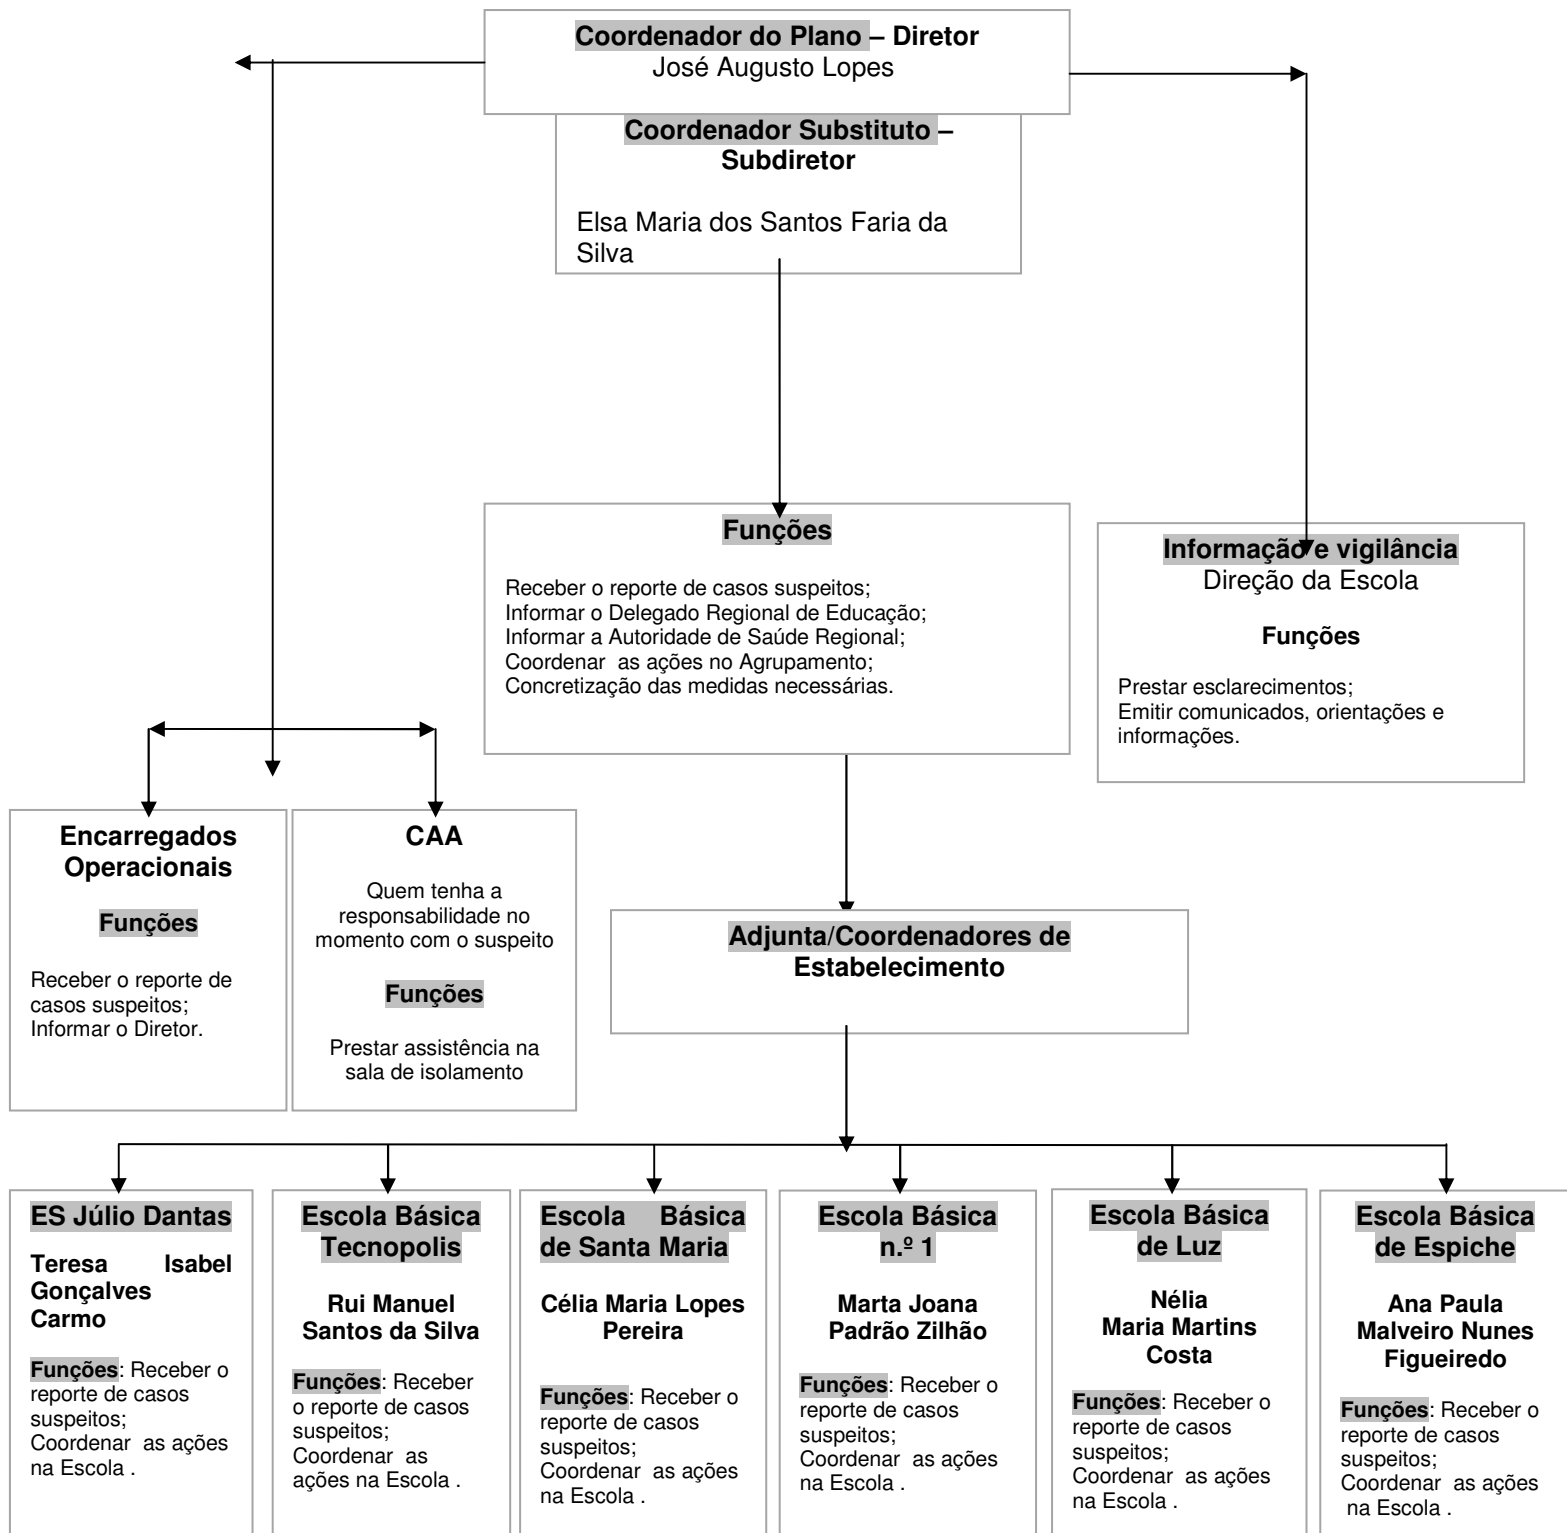 Coordenador do Plano – Diretor
José Augusto Lopes
Coordenador Substituto –
Subdiretor
Elsa Maria dos Santos Faria da
Silva
Funções
Receber o reporte de casos suspeitos;
Informar o Delegado Regional de Educação;
Informar a Autoridade de Saúde Regional;
Coordenar as ações no Agrupamento;
Concretização das medidas necessárias.
Informação e vigilância
Direção da Escola
Funções
Prestar esclarecimentos;
Emitir comunicados, orientações e
informações.
Encarregados
Operacionais
Funções
Receber o reporte de
casos suspeitos;
Informar o Diretor.
CAA
Quem tenha a
responsabilidade no
momento com o suspeito
Funções
Prestar assistência na
sala de isolamento
Adjunta/Coordenadores de
Estabelecimento
ES Júlio Dantas
Teresa Isabel
Gonçalves
Carmo
Funções: Receber o
reporte de casos
suspeitos;
Coordenar as ações
na Escola .
Escola Básica
Tecnopolis
Rui Manuel
Santos da Silva
Funções: Receber
o reporte de casos
suspeitos;
Coordenar as
ações na Escola .
Escola Básica
de Santa Maria
Célia Maria Lopes
Pereira
Funções: Receber o
reporte de casos
suspeitos;
Coordenar as ações
na Escola .
Escola Básica
n.º 1
Marta Joana
Padrão Zilhão
Funções: Receber o
reporte de casos
suspeitos;
Coordenar as ações
na Escola .
Escola Básica
de Luz
Nélia
Maria Martins
Costa
Funções: Receber o
reporte de casos
suspeitos;
Coordenar as ações
na Escola .
Escola Básica
de Espiche
Ana Paula
Malveiro Nunes
Figueiredo
Funções: Receber o
reporte de casos
suspeitos;
Coordenar as ações
na Escola .